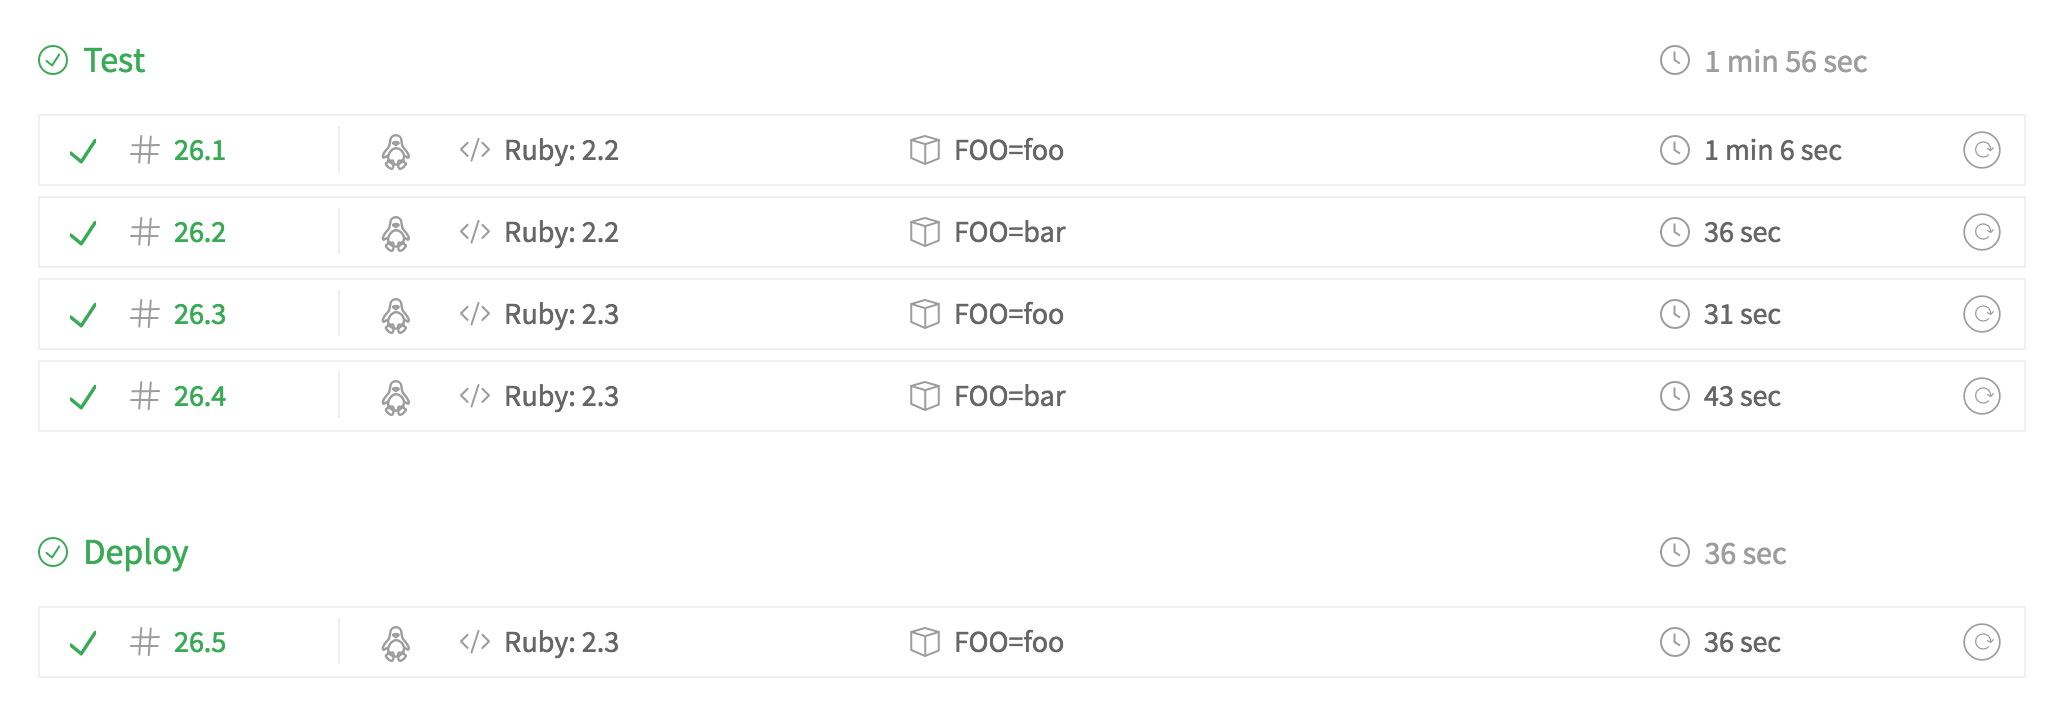 Test 1 min 56 sec
# 26.1 </> Ruby: 2.2 FOO=foo 1 min 6 sec
# 26.2 </> Ruby: 2.2 FOO=bar 36 sec
# 26.3 </> Ruby: 2.3 FOO=foo 31 sec
# 26.4 </> Ruby: 2.3 FOO=bar 43 sec
Deploy 36 sec
# 26.5 </> Ruby: 2.3 FOO=foo 36 sec